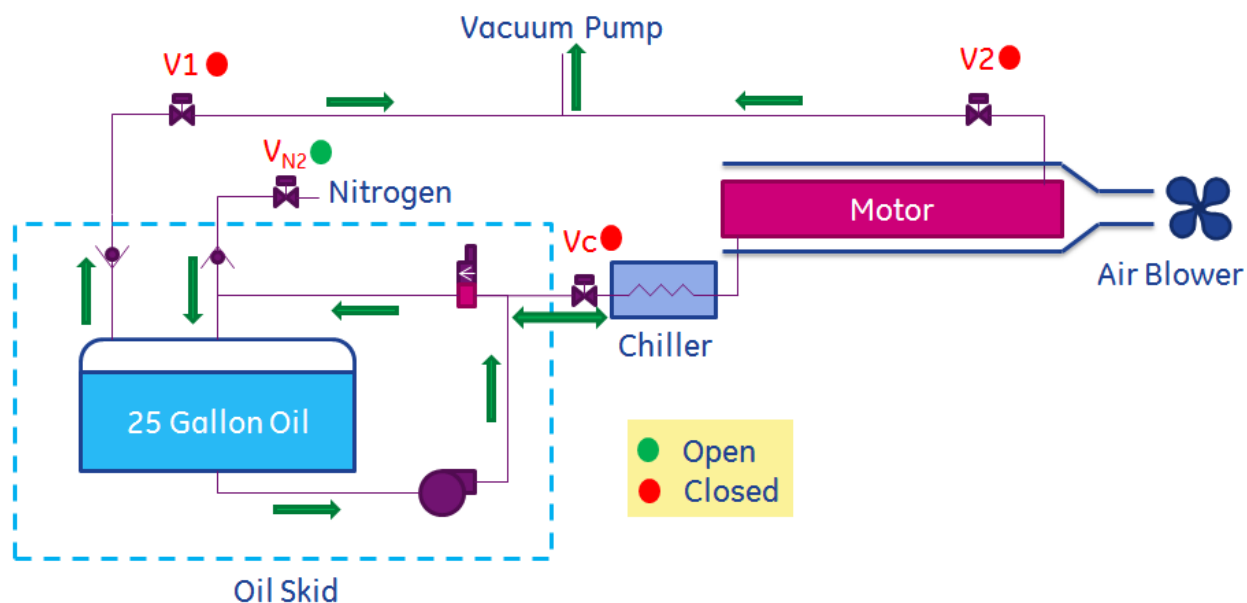 Vacuum Pump
V1
V2
VN2
Nitrogen
Motor
Vc
Air Blower
Chiller
25 Gallon Oil
Open
Closed
Oil Skid